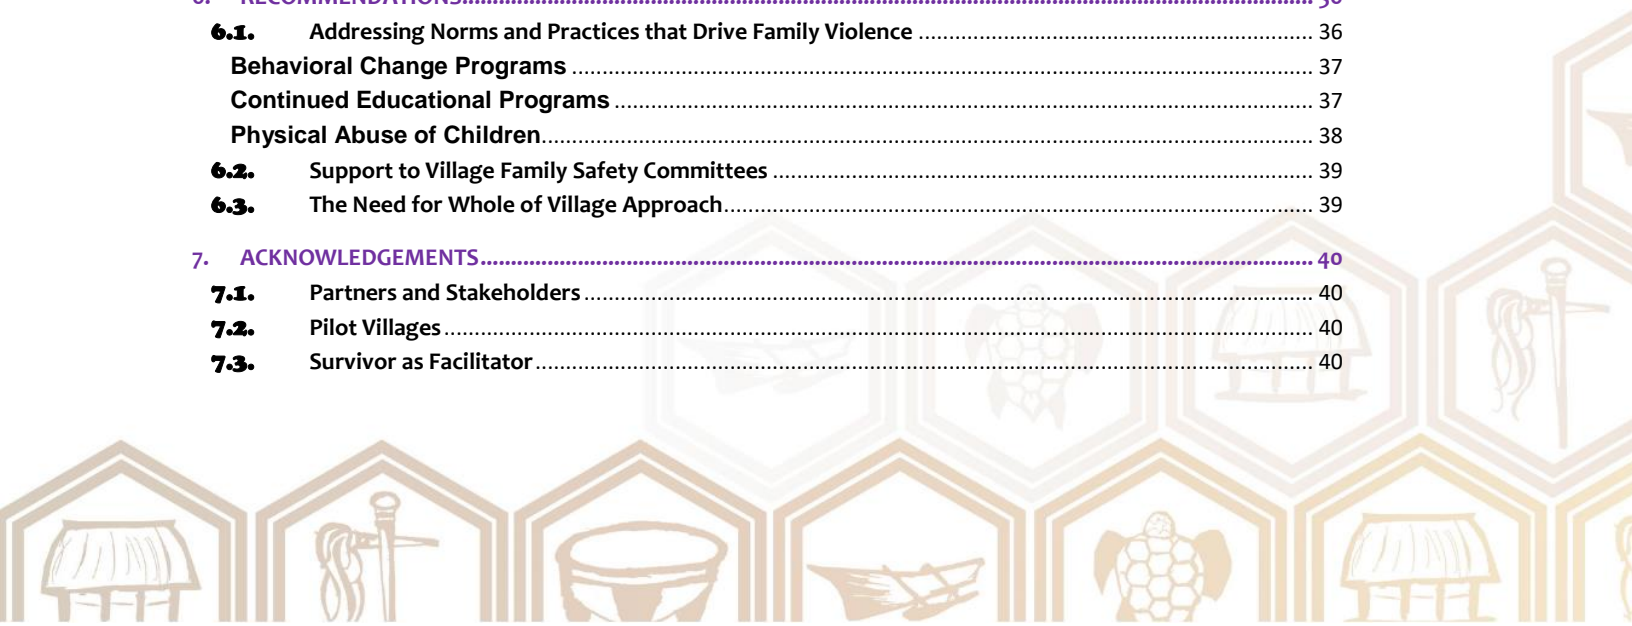 6. RECOMMENDATIONS........................................ 36
6.1. Addressing Norms and Practices that Drive Family Violence ........................................ 36
Behavioral Change Programs ........................................ 37
Continued Educational Programs ........................................ 37
Physical Abuse of Children........................................ 38
6.2. Support to Village Family Safety Committees ........................................ 39
6.3. The Need for Whole of Village Approach........................................ 39
7. ACKNOWLEDGEMENTS........................................ 40
7.1. Partners and Stakeholders ........................................ 40
7.2. Pilot Villages........................................ 40
7.3. Survivor as Facilitator........................................ 40